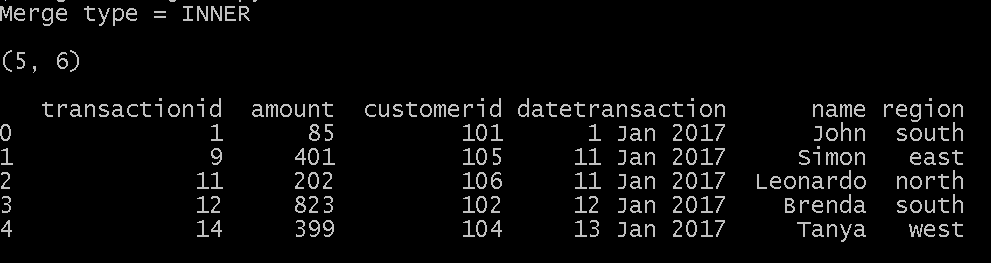 Merge type = INNER
(5, 6)
transactionid amount customerid datetransaction name region
0 1 85 101 1 Jan 2017 John south
1 9 401 105 11 Jan 2017 Simon east
2 11 202 106 11 Jan 2017 Leonardo north
3 12 823 102 12 Jan 2017 Brenda south
4 14 399 104 13 Jan 2017 Tanya west